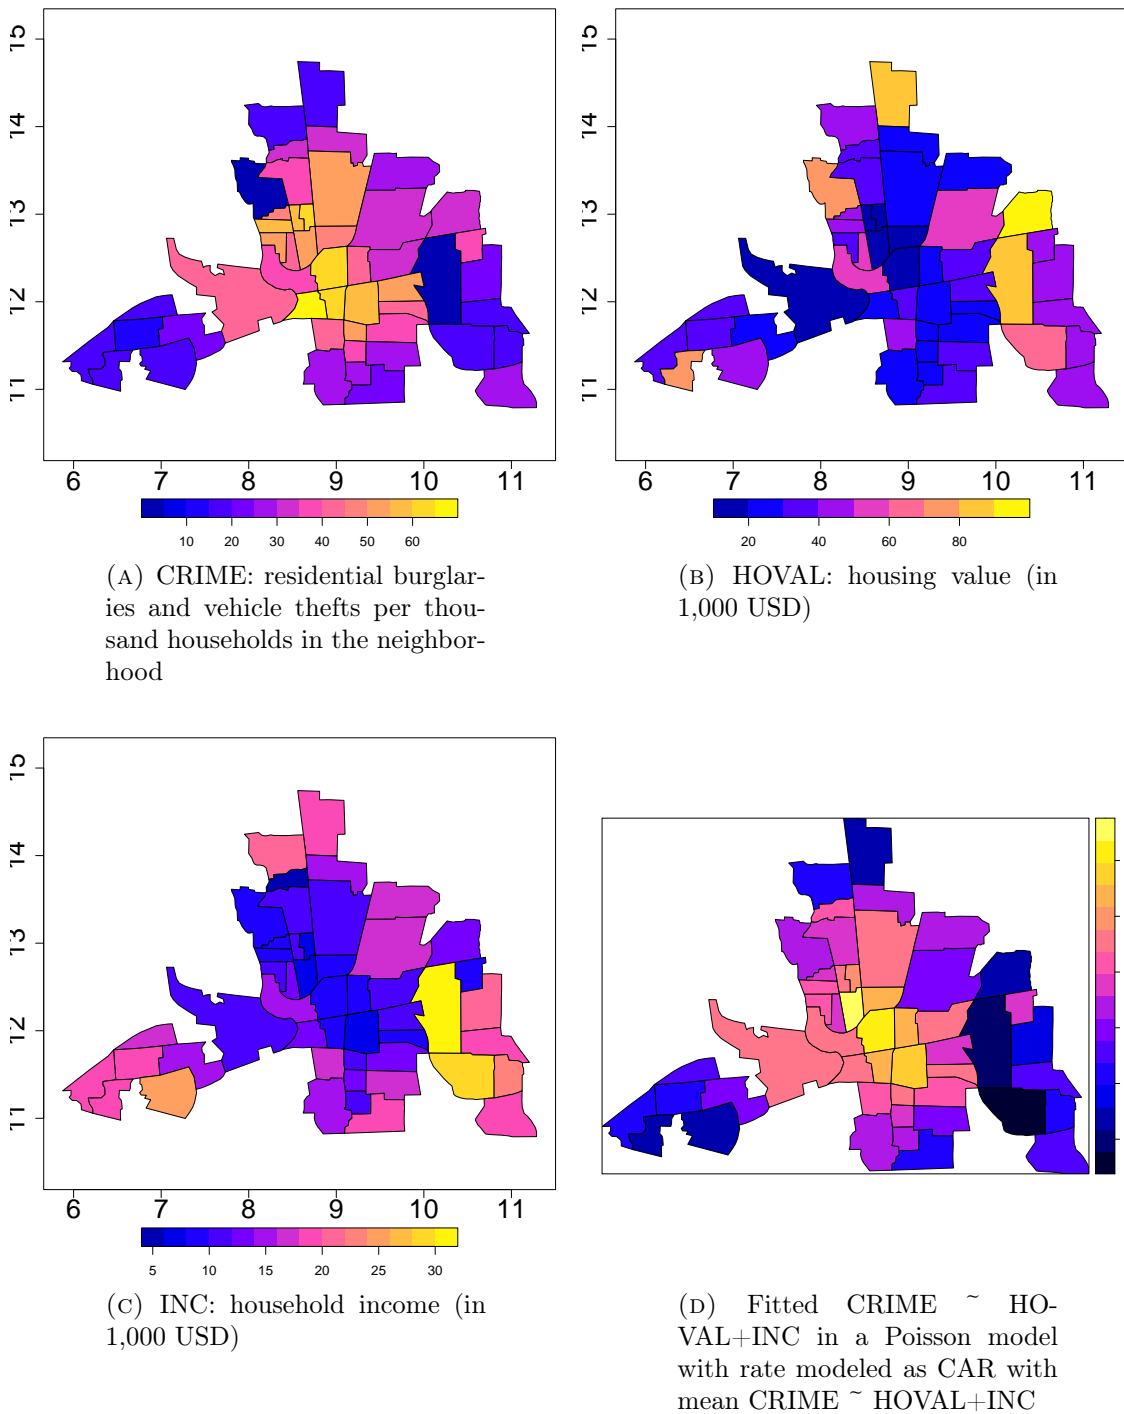 15
14
13
12
11
6 7 8 9 10 11
10 20 30 40 50 60
(A) CRIME: residential burglar-
ies and vehicle thefts per thou-
sand households in the neighbor-
hood
15
14
13
12
11
6 7 8 9 10 11
20 40 60 80
(B) HOVAL: housing value (in
1,000 USD)
15
14
13
12
11
6 7 8 9 10 11
5 10 15 20 25 30
(C) INC: household income (in
1,000 USD)
(D) Fitted CRIME ~ HO-
VAL+INC in a Poisson model
with rate modeled as CAR with
mean CRIME ~ HOVAL+INC